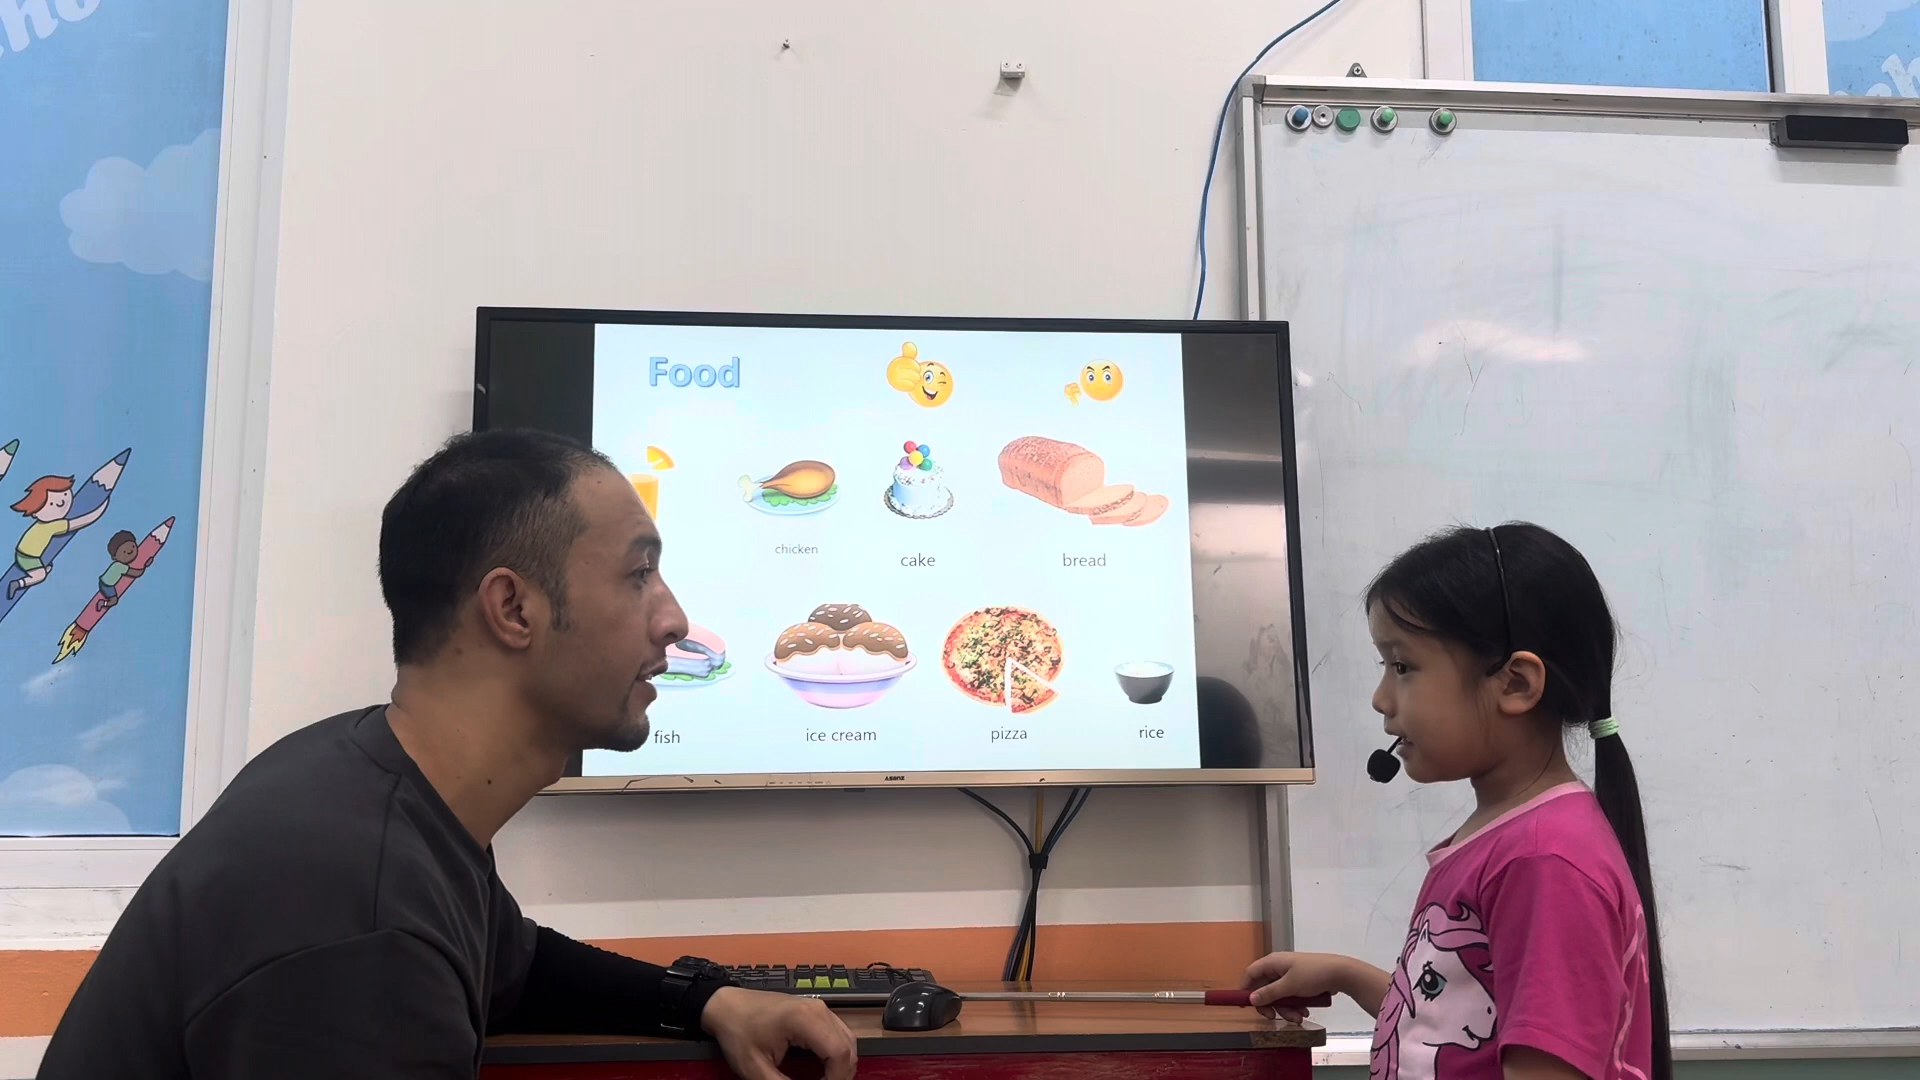 Food
chicken
cake
bread
fish
ice cream
pizza
rice